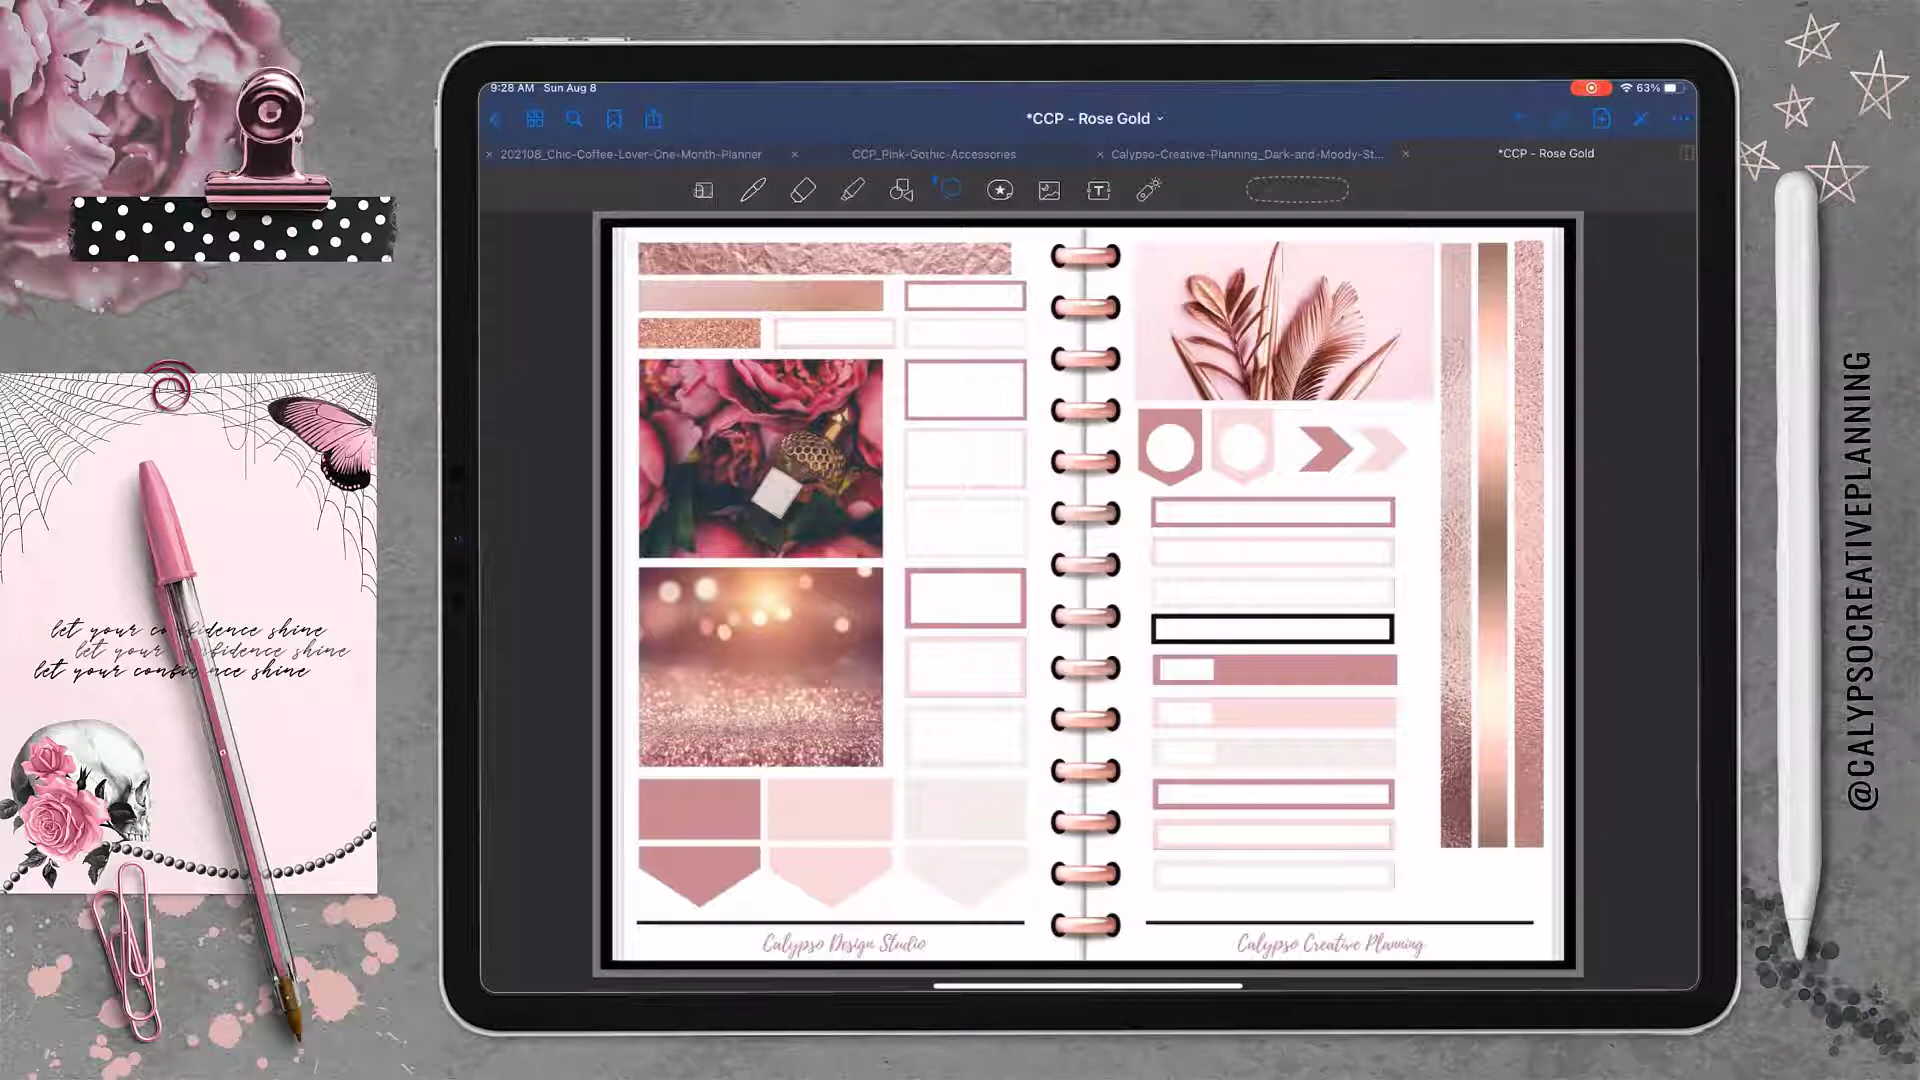 9:28 AM Sun Aug 8
63%
*CCP - Rose Gold
202108_Chic-Coffee-Lover-One-Month-Planner
CCP_Pink-Gothic-Accessories
Calypso-Creative-Planning_Dark-and-Moody-St...
*CCP - Rose Gold
let your confidence shine
let your confidence shine
let your confidence shine
Calypso Design Studio
Calypso Creative Planning
@CALYPSOCREATIVEPLANNING